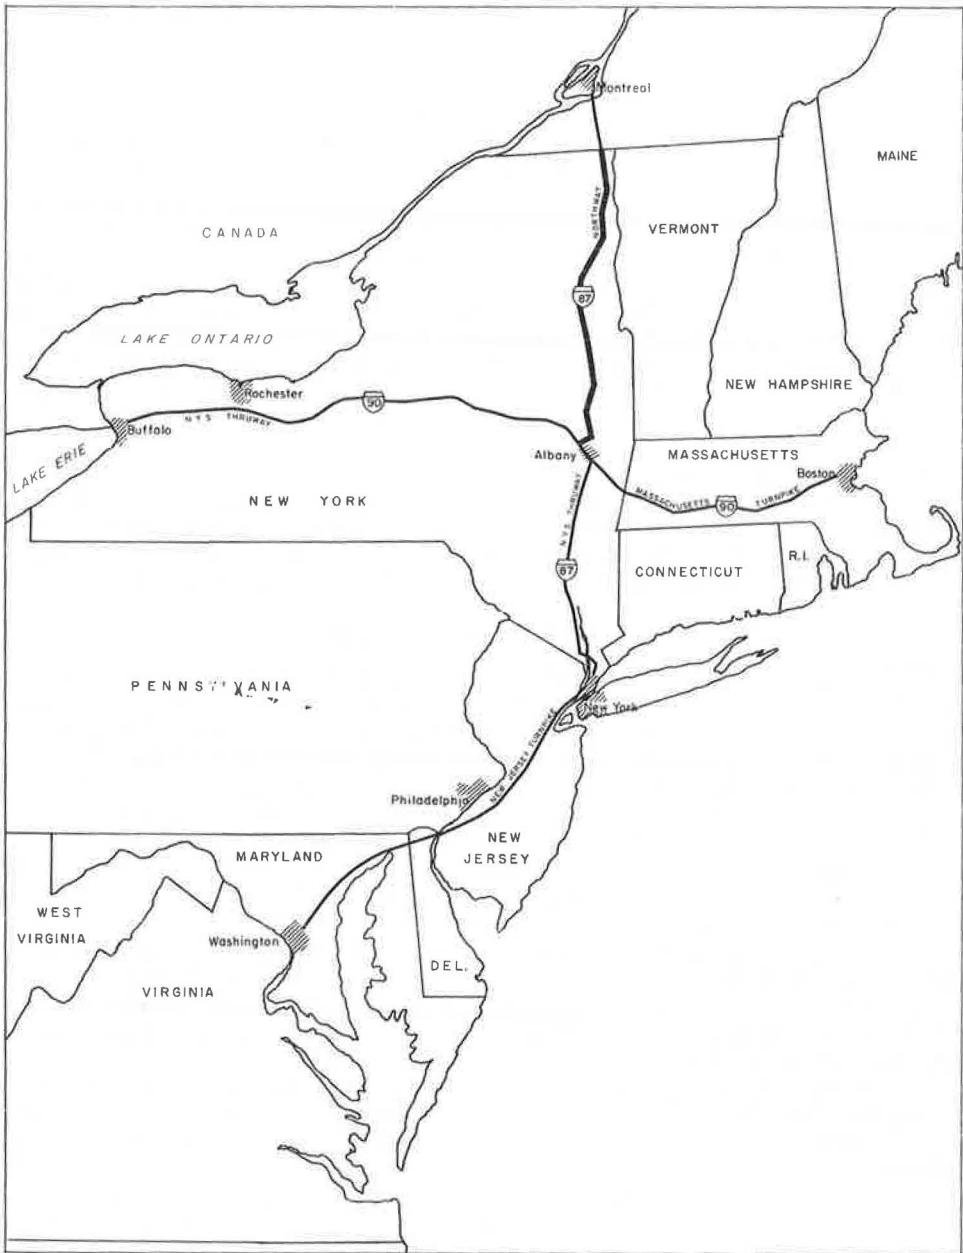 Montreal
MAINE
NORTHWAY
VERMONT
CANADA
87
LAKE ONTARIO
NEW HAMPSHIRE
Rochester
90
N.Y.S. THRUWAY
Buffalo
LAKE ERIE
Albany
MASSACHUSETTS
Boston
NEW YORK
MASSACHUSETTS
90
TURNPIKE
N.Y.S. THRUWAY
87
CONNECTICUT
R.I.
PENNSYLVANIA
New York
NEW JERSEY TURNPIKE
Philadelphia
NEW
JERSEY
MARYLAND
WEST
VIRGINIA
Washington
DEL.
VIRGINIA